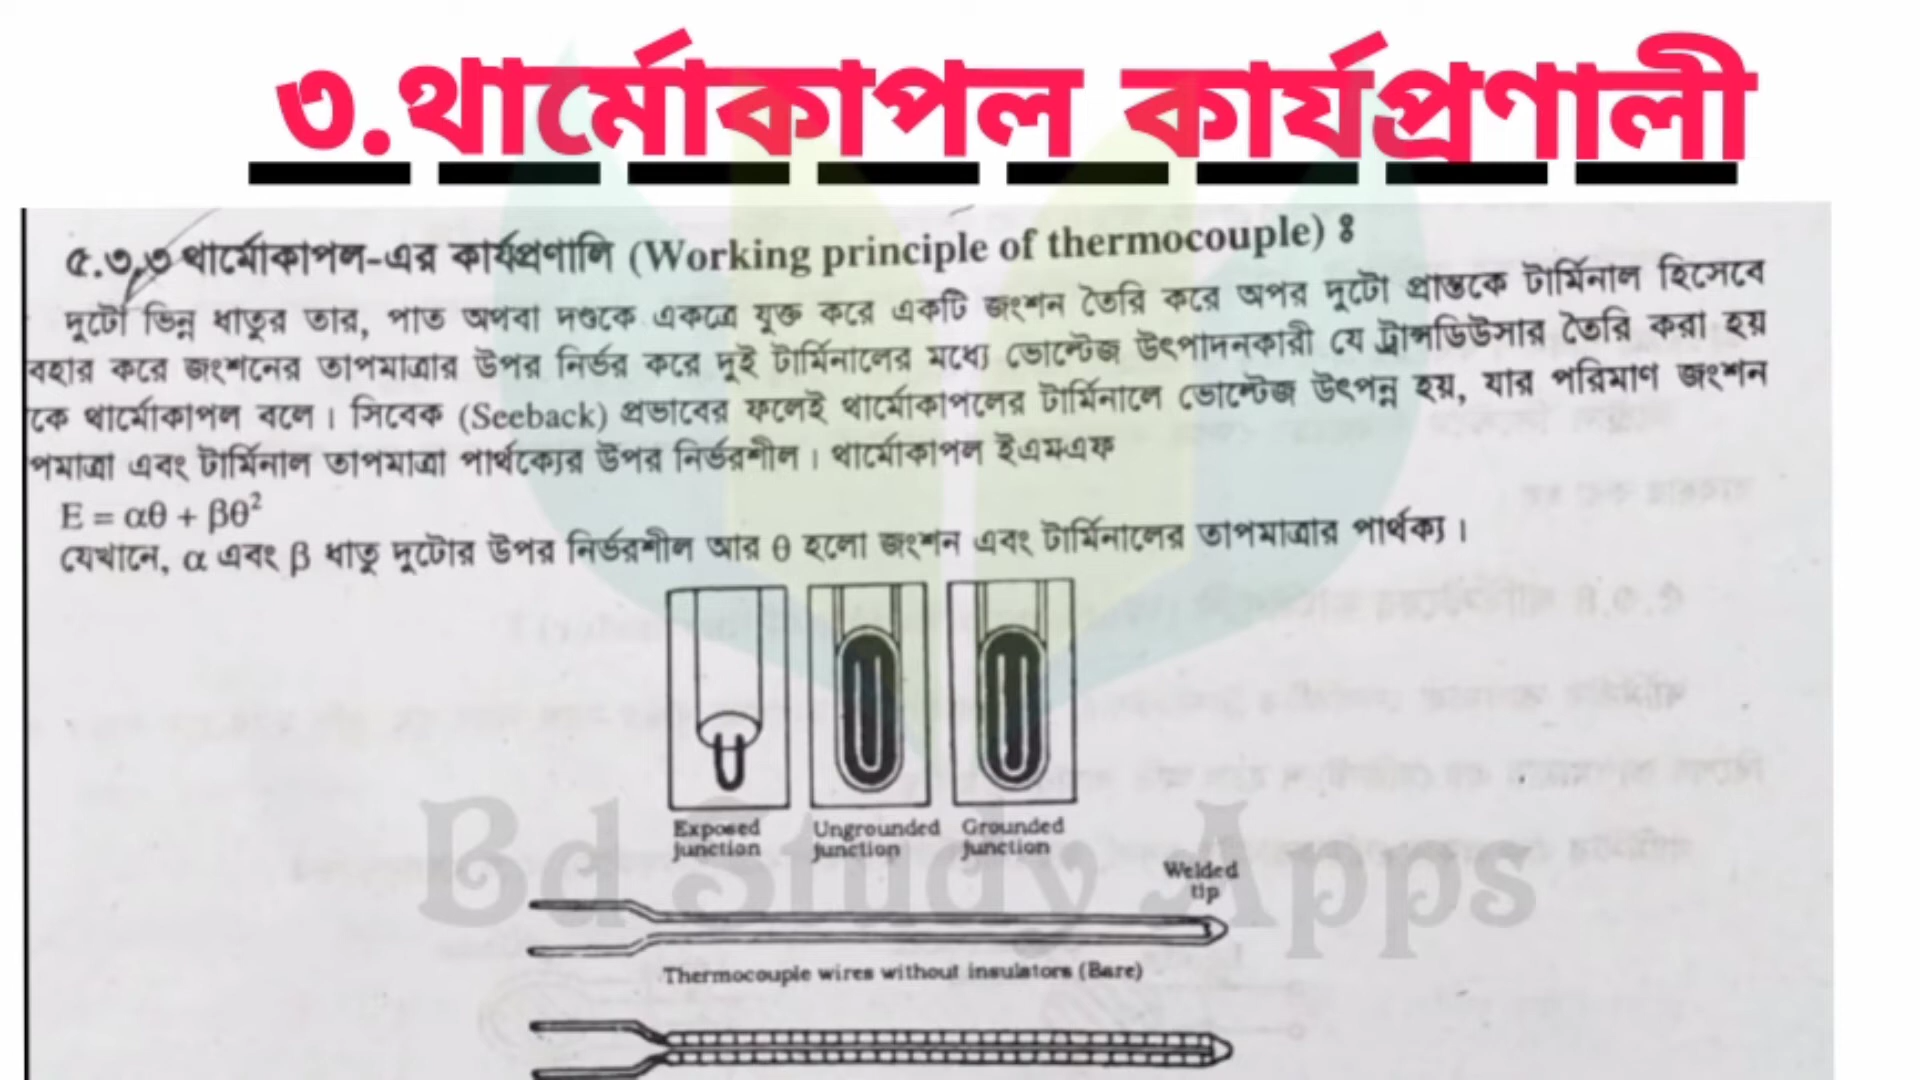 ৩.থার্মোকাপল কার্যপ্রণালী
৫.৩.৩ থার্মোকাপল-এর কার্যপ্রণালি (Working principle of thermocouple) ঃ
দুটো ভিন্ন ধাতুর তার, পাত অথবা দণ্ডকে একত্রে যুক্ত করে একটি জংশন তৈরি করে অপর দুটো প্রান্তকে টার্মিনাল হিসেবে
বহার করে জংশনের তাপমাত্রার উপর নির্ভর করে দুই টার্মিনালের মধ্যে ভোল্টেজ উৎপাদনকারী যে ট্রান্সডিউসার তৈরি করা হয়
কে থার্মোকাপল বলে। সিবেক (Seeback) প্রভাবের ফলেই থার্মোকাপলের টার্মিনালে ভোল্টেজ উৎপন্ন হয়, যার পরিমাণ জংশন
পমাত্রা এবং টার্মিনাল তাপমাত্রা পার্থক্যের উপর নির্ভরশীল। থার্মোকাপল ইএমএফ
E = αθ + βθ²
যেখানে, α এবং β ধাতু দুটোর উপর নির্ভরশীল আর θ হলো জংশন এবং টার্মিনালের তাপমাত্রার পার্থক্য।
Exposed junction
Ungrounded junction
Grounded junction
Welded tip
Bd Study Apps
Thermocouple wires without insulators (Bare)